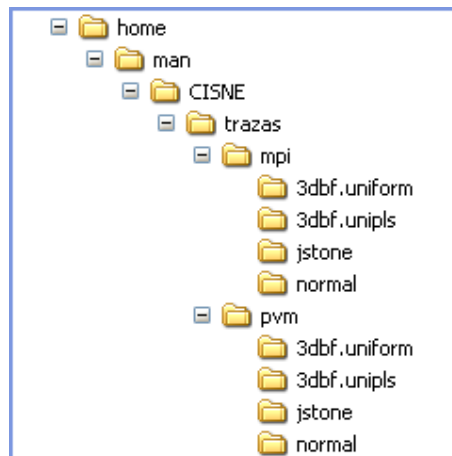 home
man
CISNE
trazas
mpi
3dbf.uniform
3dbf.unipls
jstone
normal
pvm
3dbf.uniform
3dbf.unipls
jstone
normal